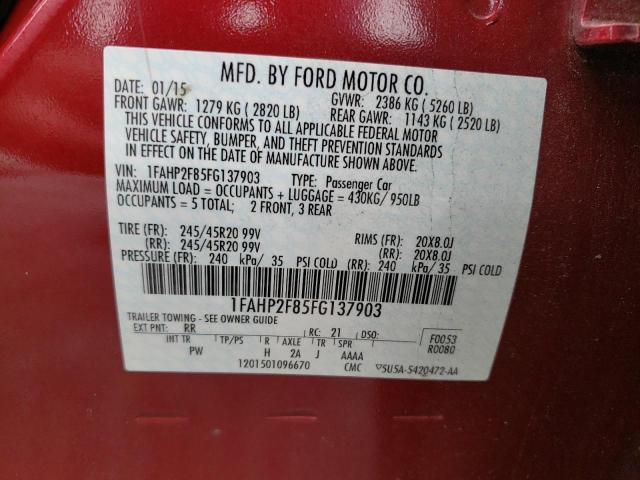 MFD. BY FORD MOTOR CO.
DATE: 01/15 GVWR: 2386 KG ( 5260 LB)
FRONT GAWR: 1279 KG ( 2820 LB) REAR GAWR: 1143 KG ( 2520 LB)
THIS VEHICLE CONFORMS TO ALL APPLICABLE FEDERAL MOTOR
VEHICLE SAFETY, BUMPER, AND THEFT PREVENTION STANDARDS
IN EFFECT ON THE DATE OF MANUFACTURE SHOWN ABOVE.
VIN: 1FAHP2F85FG137903 TYPE: Passenger Car
MAXIMUM LOAD = OCCUPANTS + LUGGAGE = 430KG/ 950LB
OCCUPANTS = 5 TOTAL; 2 FRONT, 3 REAR
TIRE (FR): 245/45R20 99V RIMS (FR): 20X8.0J
(RR): 245/45R20 99V (RR): 20X8.0J
PRESSURE (FR): 240 kPa/ 35 PSI COLD (RR): 240 kPa/ 35 PSI COLD
1FAHP2F85FG137903
TRAILER TOWING - SEE OWNER GUIDE
EXT PNT: RR RC: 21 DSO: F0053
INT TR TP/PS R AXLE TR SPR R0080
PW H 2A J AAAA
1201501096670 CMC 5U5A-5420472-AA